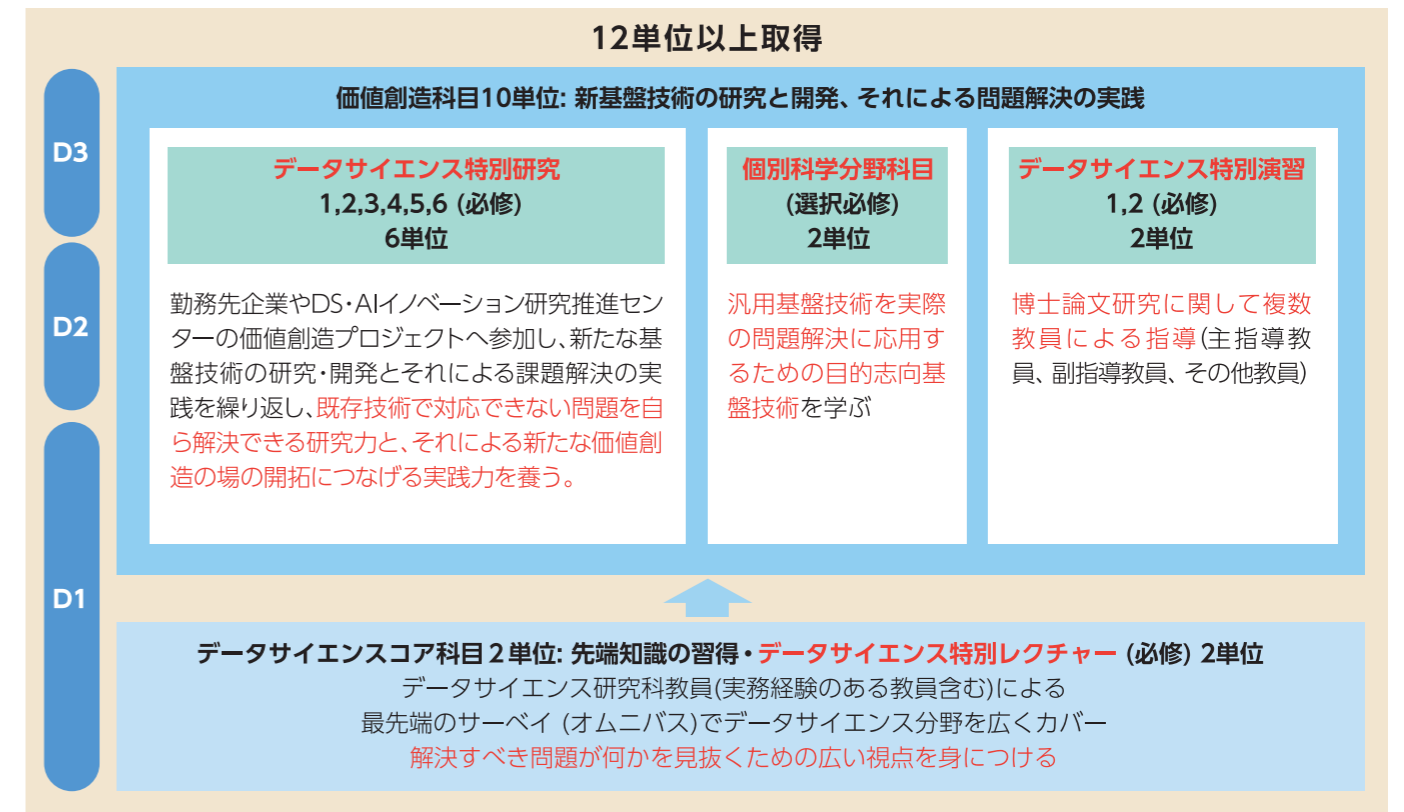 12単位以上取得
D3
D2
D1
価値創造科目10単位: 新基盤技術の研究と開発、それによる問題解決の実践
データサイエンス特別研究
1,2,3,4,5,6 (必修)
6単位
勤務先企業やDS・AIイノベーション研究推進セン
ターの価値創造プロジェクトへ参加し、新たな基
盤技術の研究・開発とそれによる課題解決の実
践を繰り返し、既存技術で対応できない問題を自
ら解決できる研究力と、それによる新たな価値創
造の場の開拓につなげる実践力を養う。
個別科学分野科目
(選択必修)
2単位
汎用基盤技術を実際
の問題解決に応用す
るための目的志向基
盤技術を学ぶ
データサイエンス特別演習
1,2 (必修)
2単位
博士論文研究に関して複数
教員による指導(主指導教
員、副指導教員、その他教員)
データサイエンスコア科目２単位: 先端知識の習得・データサイエンス特別レクチャー (必修) 2単位
データサイエンス研究科教員(実務経験のある教員含む)による
最先端のサーベイ (オムニバス)でデータサイエンス分野を広くカバー
解決すべき問題が何かを見抜くための広い視点を身につける